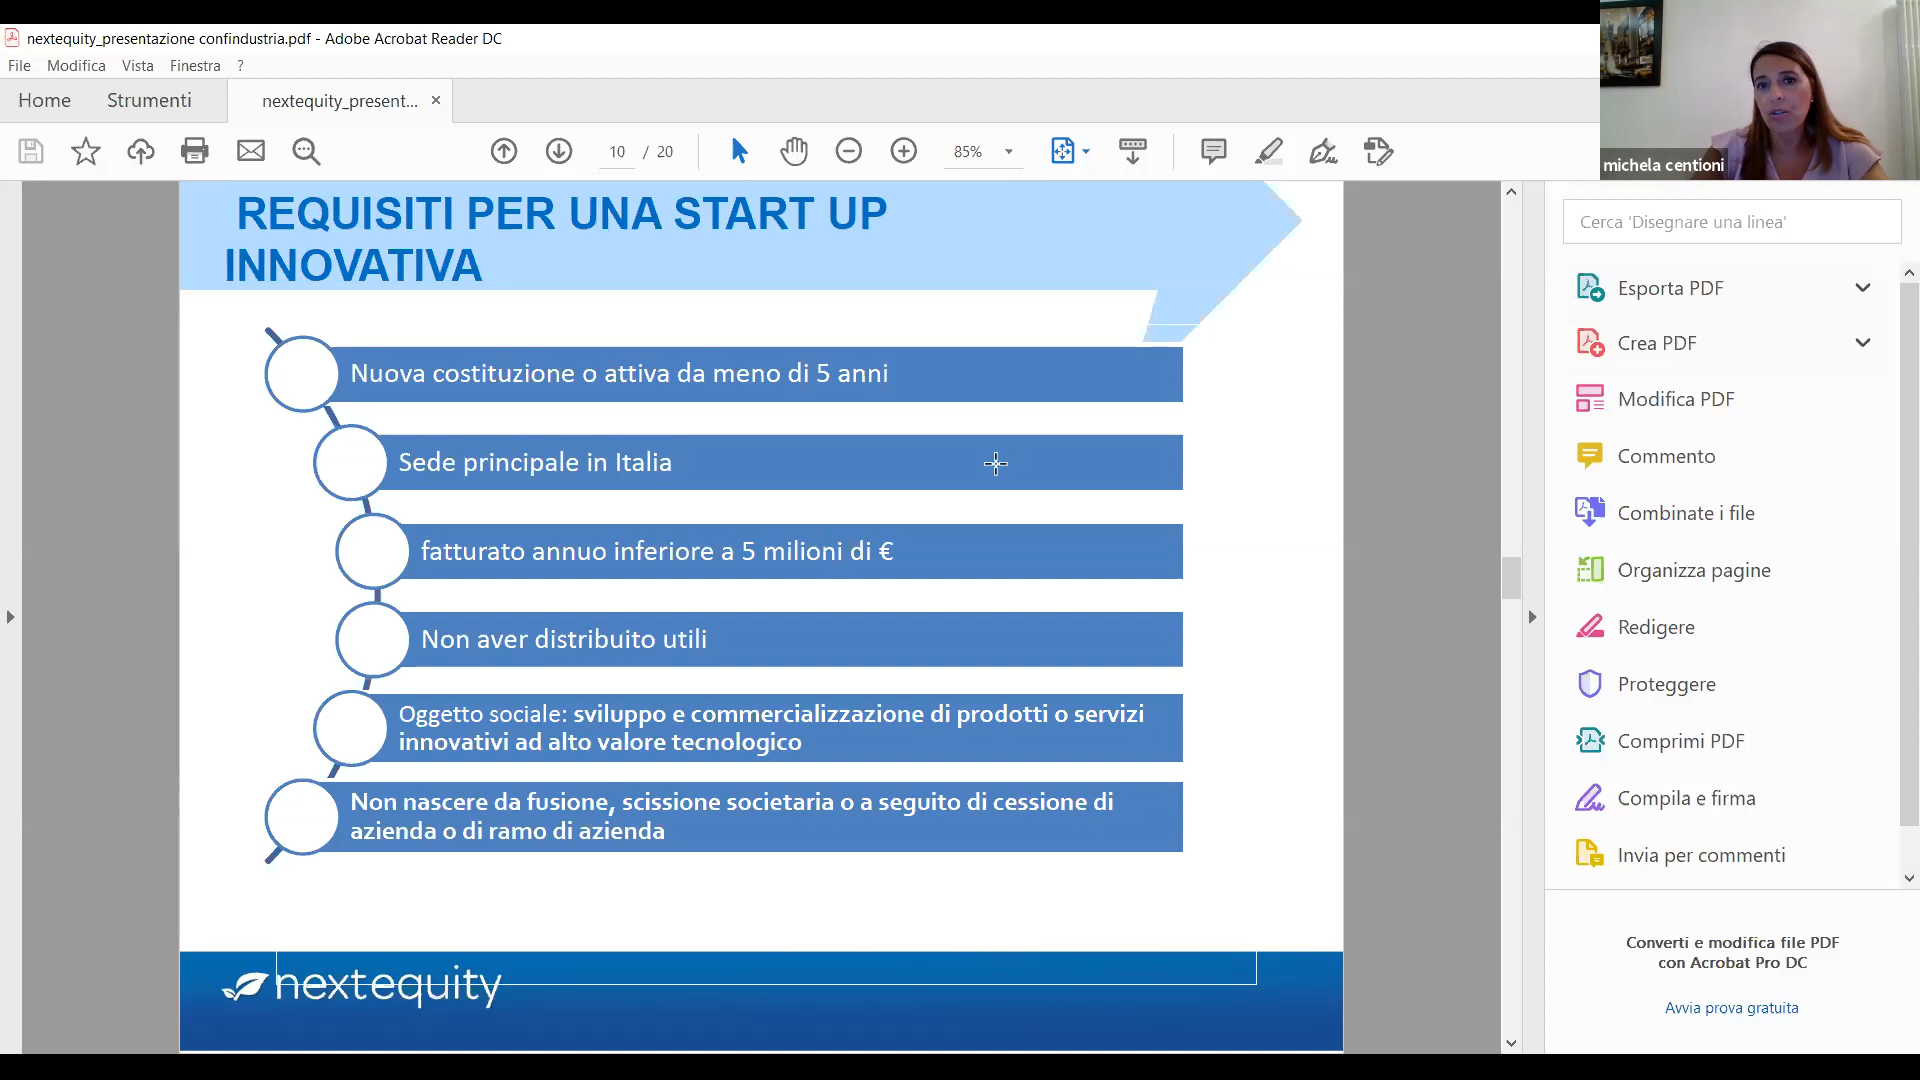 nextequity_presentazione confindustria.pdf - Adobe Acrobat Reader DC
File Modifica Vista Finestra ?
Home Strumenti nextequity_present... ×
10 / 20 85%
michela centioni
REQUISITI PER UNA START UP
INNOVATIVA
Nuova costituzione o attiva da meno di 5 anni
Sede principale in Italia
fatturato annuo inferiore a 5 milioni di €
Non aver distribuito utili
Oggetto sociale: sviluppo e commercializzazione di prodotti o servizi
innovativi ad alto valore tecnologico
Non nascere da fusione, scissione societaria o a seguito di cessione di
azienda o di ramo di azienda
nextequity
Cerca 'Disegnare una linea'
Esporta PDF
Crea PDF
Modifica PDF
Commento
Combinate i file
Organizza pagine
Redigere
Proteggere
Comprimi PDF
Compila e firma
Invia per commenti
Converti e modifica file PDF
con Acrobat Pro DC
Avvia prova gratuita